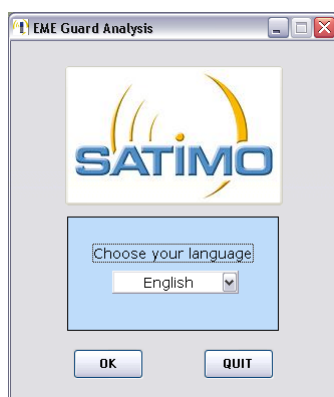 EME Guard Analysis
SATIMO
Choose your language
English
OK
QUIT